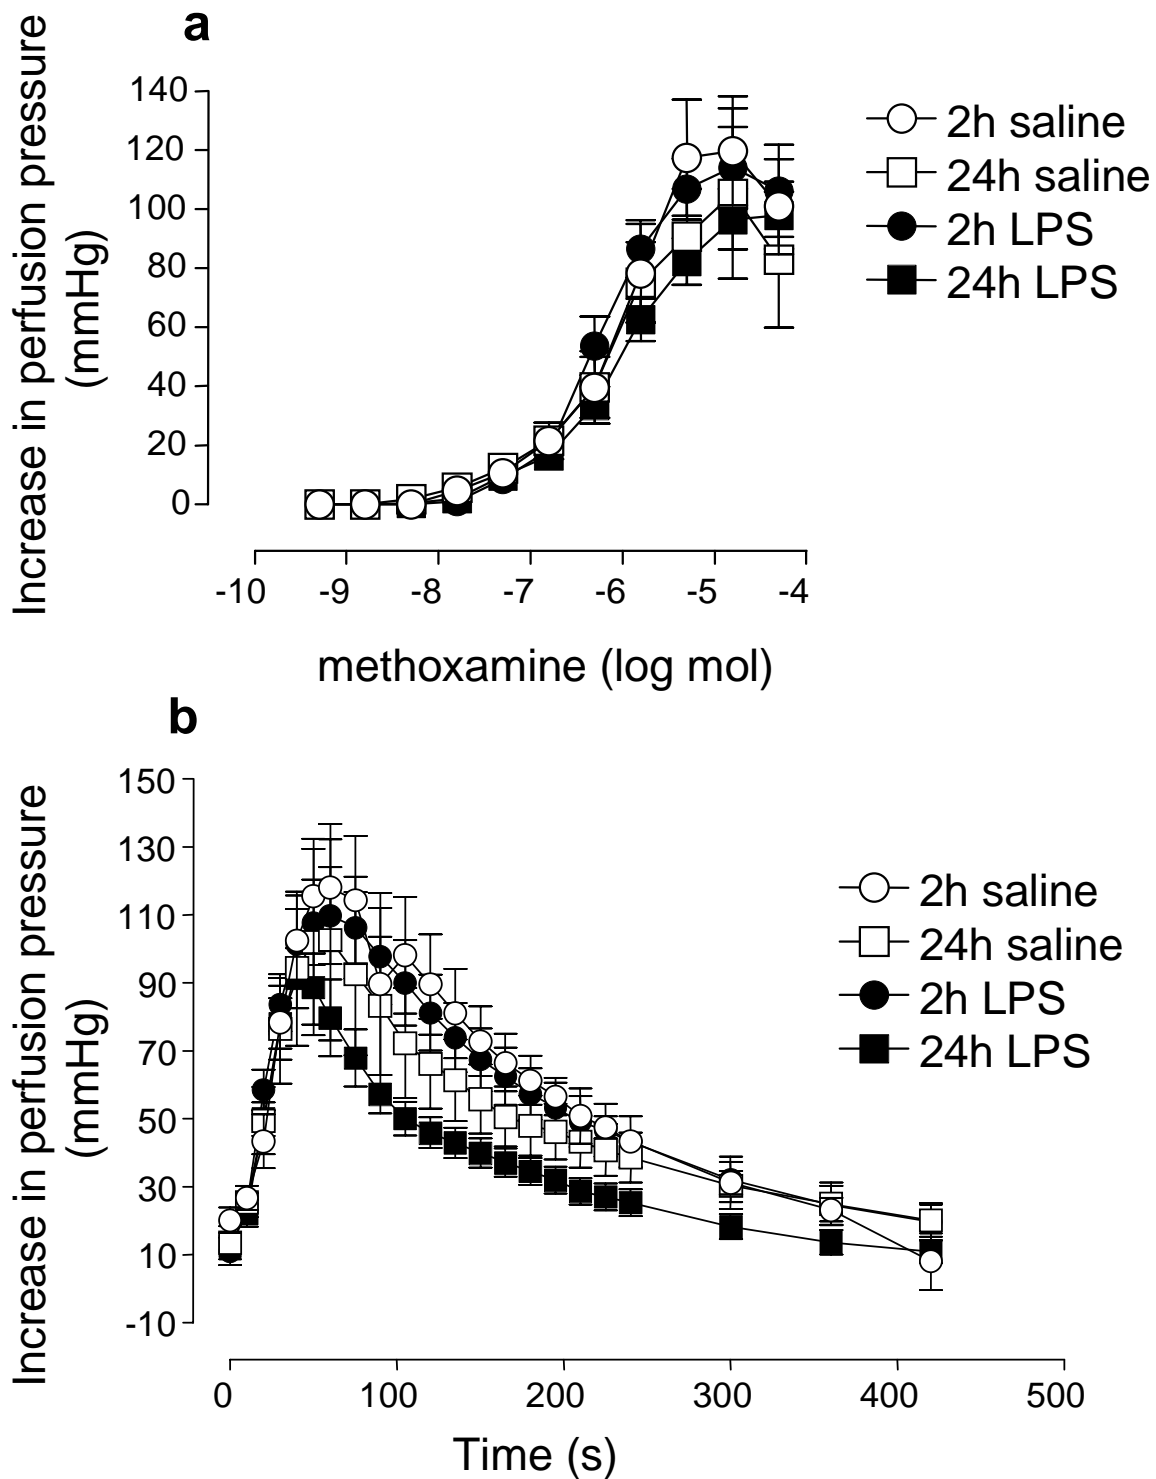 a
Increase in perfusion pressure
(mmHg)
140
120
100
80
60
40
20
0
-10 -9 -8 -7 -6 -5 -4
methoxamine (log mol)
2h saline
24h saline
2h LPS
24h LPS
b
Increase in perfusion pressure
(mmHg)
150
130
110
90
70
50
30
10
-10
0 100 200 300 400 500
Time (s)
2h saline
24h saline
2h LPS
24h LPS